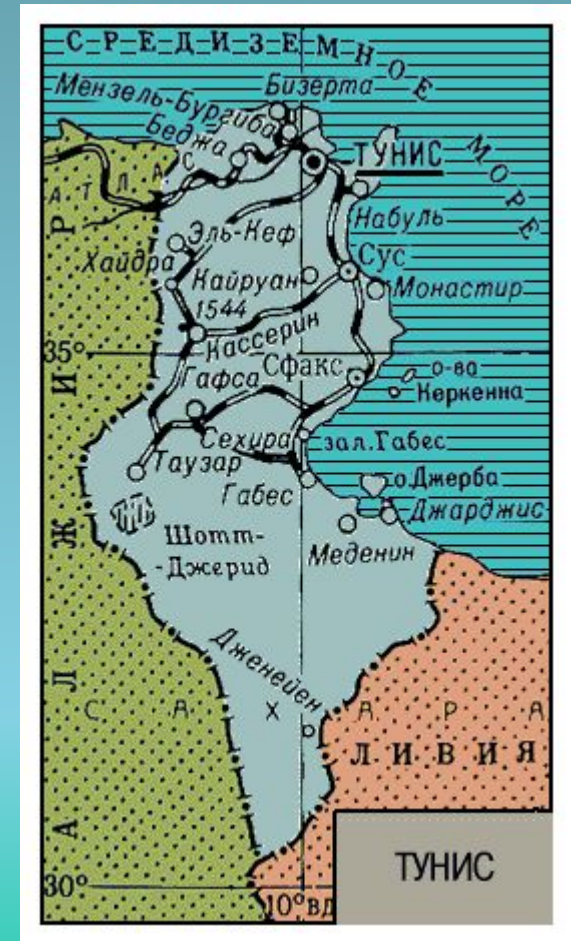 СРЕДИЗЕМНОЕ МОРЕ
Бизерта
Мензель-Бургиба
Беджа
ТУНИС
АТЛАС
Набуль
Эль-Кеф
Хайдра
Сус
Кайруан
Монастир
1544
Кассерин
35°
Гафса
Сфакс
о-ва
Керкенна
Сехира
зал.Габес
Таузар
о.Джерба
Габес
Джарджис
Шотт-
-Джерид
Меденин
Дженейен
САХАРА
ЛИВИЯ
АЛЖИР
ТУНИС
30°
10°вд